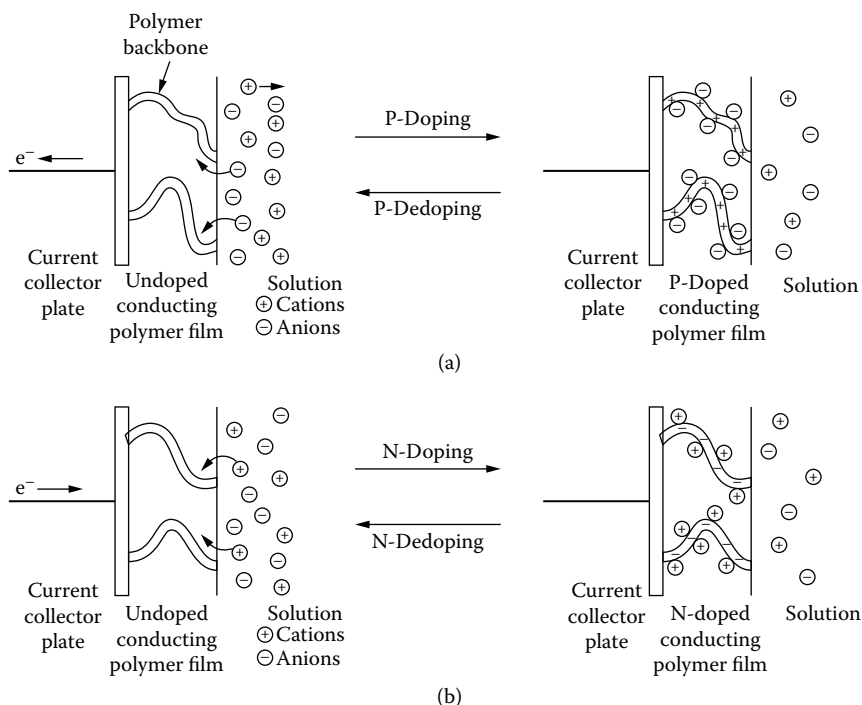 Polymer
backbone
e⁻
P-Doping
P-Dedoping
Current
collector
plate
Undoped
conducting
polymer film
Solution
⊕ Cations
⊖ Anions
Current
collector
plate
P-Doped
conducting
polymer film
Solution
(a)
e⁻
N-Doping
N-Dedoping
Current
collector
plate
Undoped
conducting
polymer film
Solution
⊕ Cations
⊖ Anions
Current
collector
plate
N-doped
conducting
polymer film
Solution
(b)